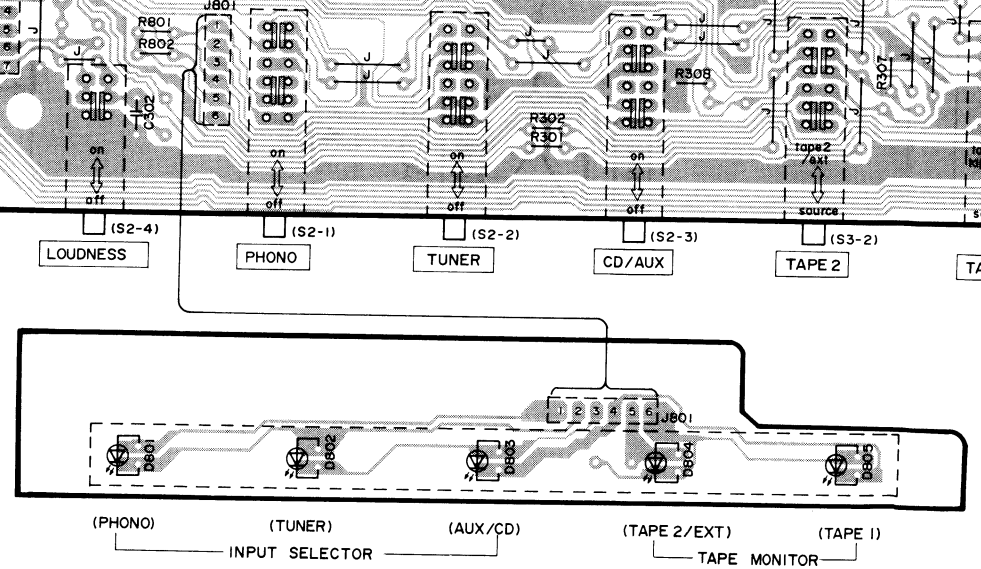 4
5
6
7
J
J
R801
R802
C302
J801
1
2
3
4
5
6
J
J
J
J
R302
R301
J
J
R308
J
J
J
J
R307
J
on
off
on
off
on
off
on
off
tape2
/ext
source
(S2-4)
(S2-1)
(S2-2)
(S2-3)
(S3-2)
LOUDNESS
PHONO
TUNER
CD/AUX
TAPE 2
TA
1 2 3 4 5 6
J801
D801
D802
D803
D804
D805
(PHONO)
(TUNER)
(AUX/CD)
(TAPE 2/EXT)
(TAPE 1)
INPUT SELECTOR
TAPE MONITOR